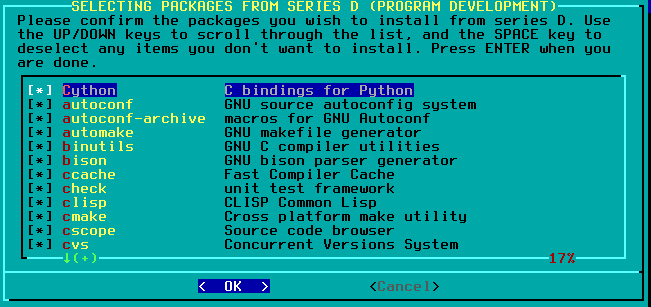 SELECTING PACKAGES FROM SERIES D (PROGRAM DEVELOPMENT)
Please confirm the packages you wish to install from series D. Use
the UP/DOWN keys to scroll through the list, and the SPACE key to
deselect any items you don't want to install. Press ENTER when you
are done.
[*] Cython C bindings for Python
[*] autoconf GNU source autoconfig system
[*] autoconf-archive macros for GNU Autoconf
[*] automake GNU makefile generator
[*] binutils GNU C compiler utilities
[*] bison GNU bison parser generator
[*] ccache Fast Compiler Cache
[*] check unit test framework
[*] clisp CLISP Common Lisp
[*] cmake Cross platform make utility
[*] cscope Source code browser
[*] cvs Concurrent Versions System
↓(+) 17%
< OK > <Cancel>